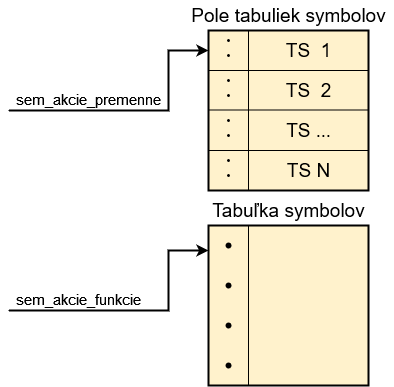 Pole tabuliek symbolov
TS 1
sem_akcie_premenne
TS 2
TS ...
TS N
Tabuľka symbolov
sem_akcie_funkcie